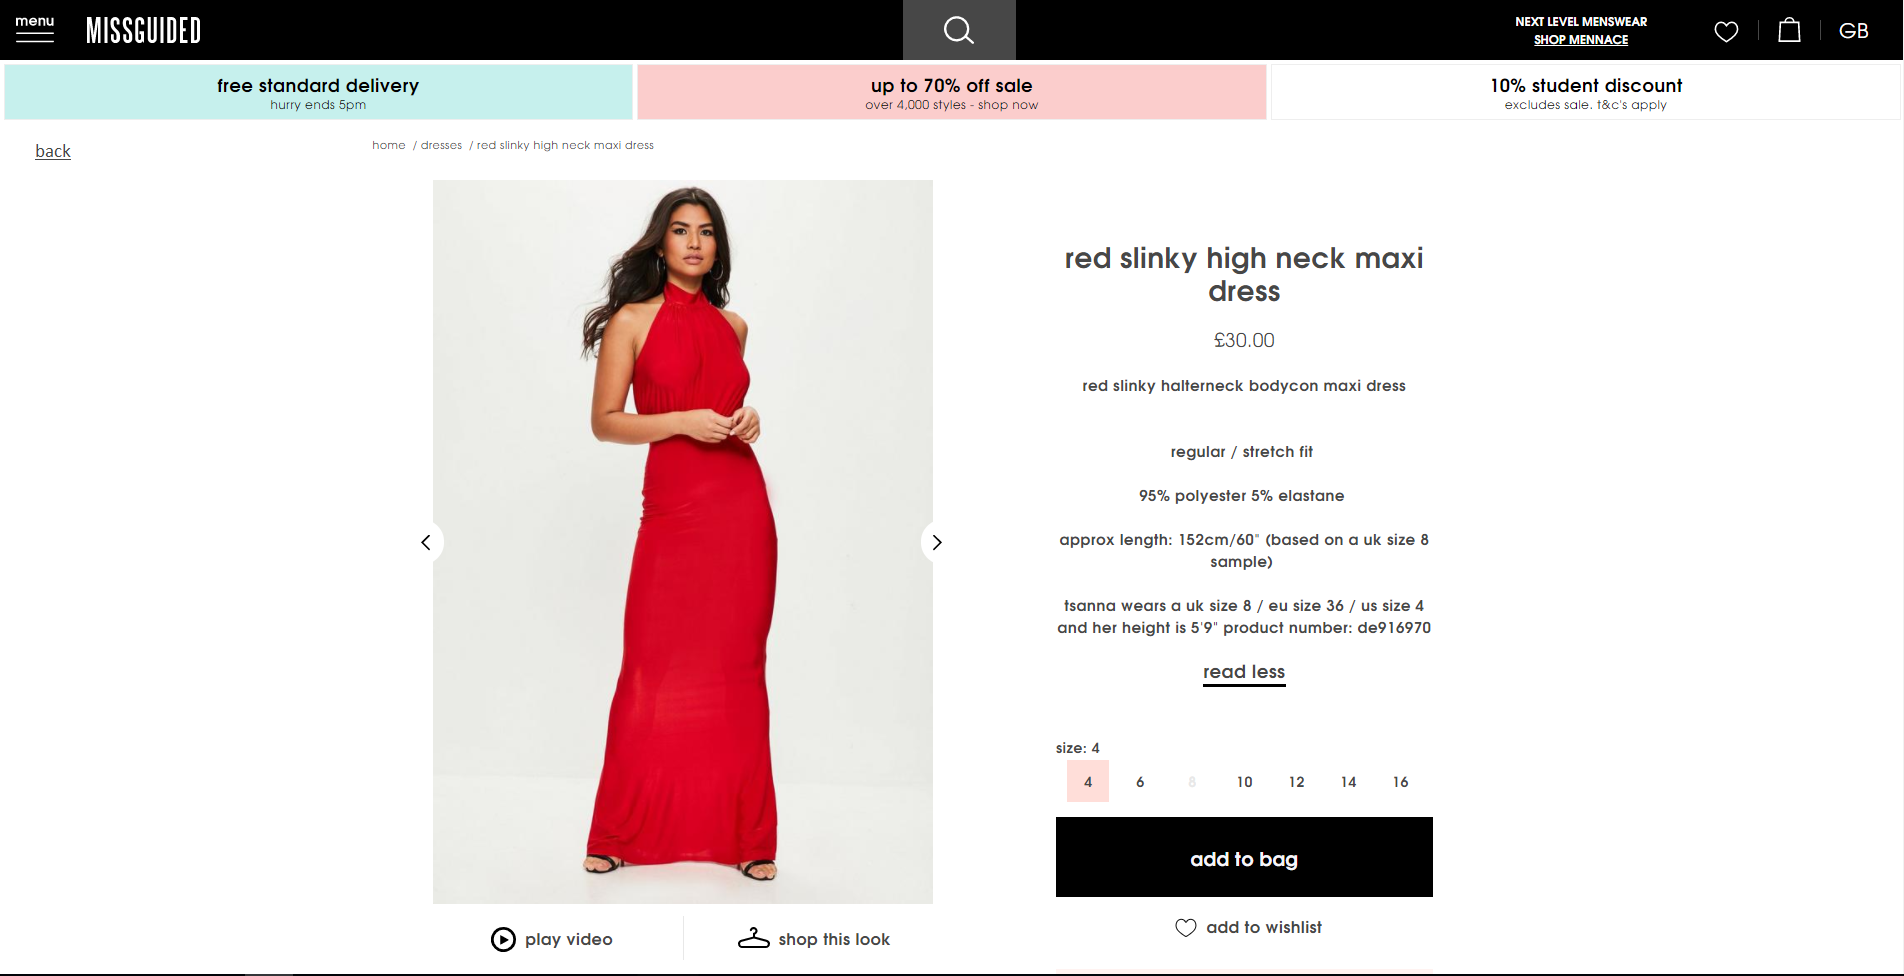 menu
MISSGUIDED
NEXT LEVEL MENSWEAR
SHOP MENNACE
GB
free standard delivery
hurry ends 5pm
up to 70% off sale
over 4,000 styles - shop now
10% student discount
excludes sale. t&c's apply
back
home / dresses / red slinky high neck maxi dress
red slinky high neck maxi
dress
£30.00
red slinky halterneck bodycon maxi dress
regular / stretch fit
95% polyester 5% elastane
approx length: 152cm/60" (based on a uk size 8
sample)
tsanna wears a uk size 8 / eu size 36 / us size 4
and her height is 5'9" product number: de916970
read less
size: 4
4 6 8 10 12 14 16
add to bag
add to wishlist
play video
shop this look